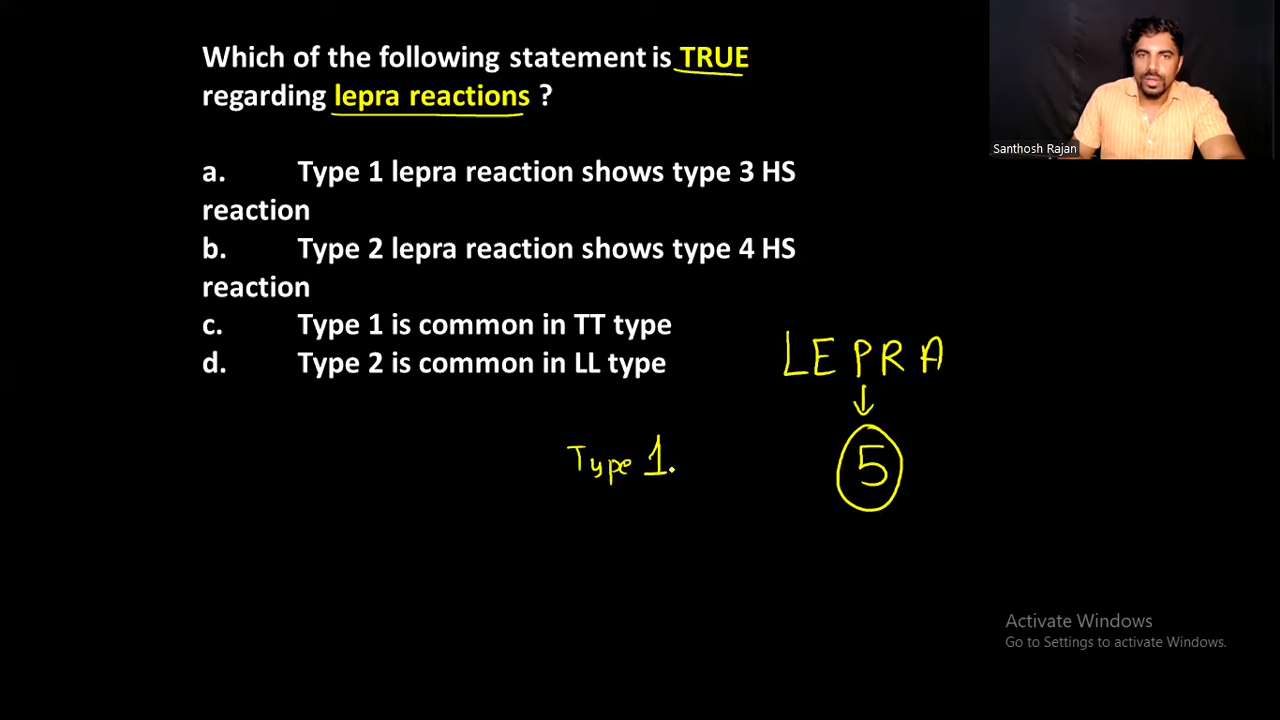 Which of the following statement is TRUE
regarding lepra reactions ?
a. Type 1 lepra reaction shows type 3 HS
reaction
b. Type 2 lepra reaction shows type 4 HS
reaction
c. Type 1 is common in TT type
d. Type 2 is common in LL type
LEPRA
5
Type 1.
Santhosh Rajan
Activate Windows
Go to Settings to activate Windows.